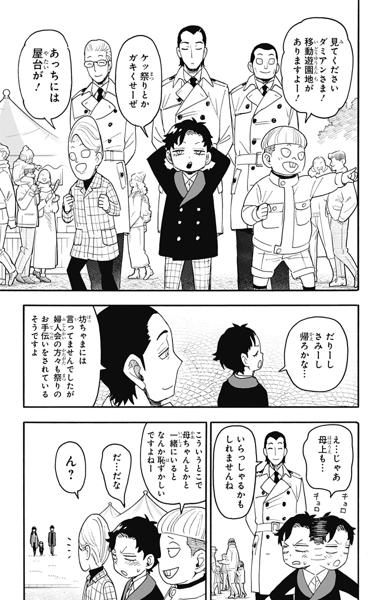 見てください
ダミアンさま!
移動遊園地が
ありますよー!
ケッ祭りとか
ガキくせーぜ
あっちには
屋台が!
だりーし
さみーし
帰ろかな…
坊ちゃまには
言ってませんでしたが
婦人会の方々も祭りの
お手伝いをされている
そうですよ
え…じゃあ
母上も…
キョロ
キョロ
いらっしゃるかも
しれませんね
こういうとこで
母ちゃんとかと
一緒にいると
なんか恥ずかしい
ですよねー
だ…だな
ん?